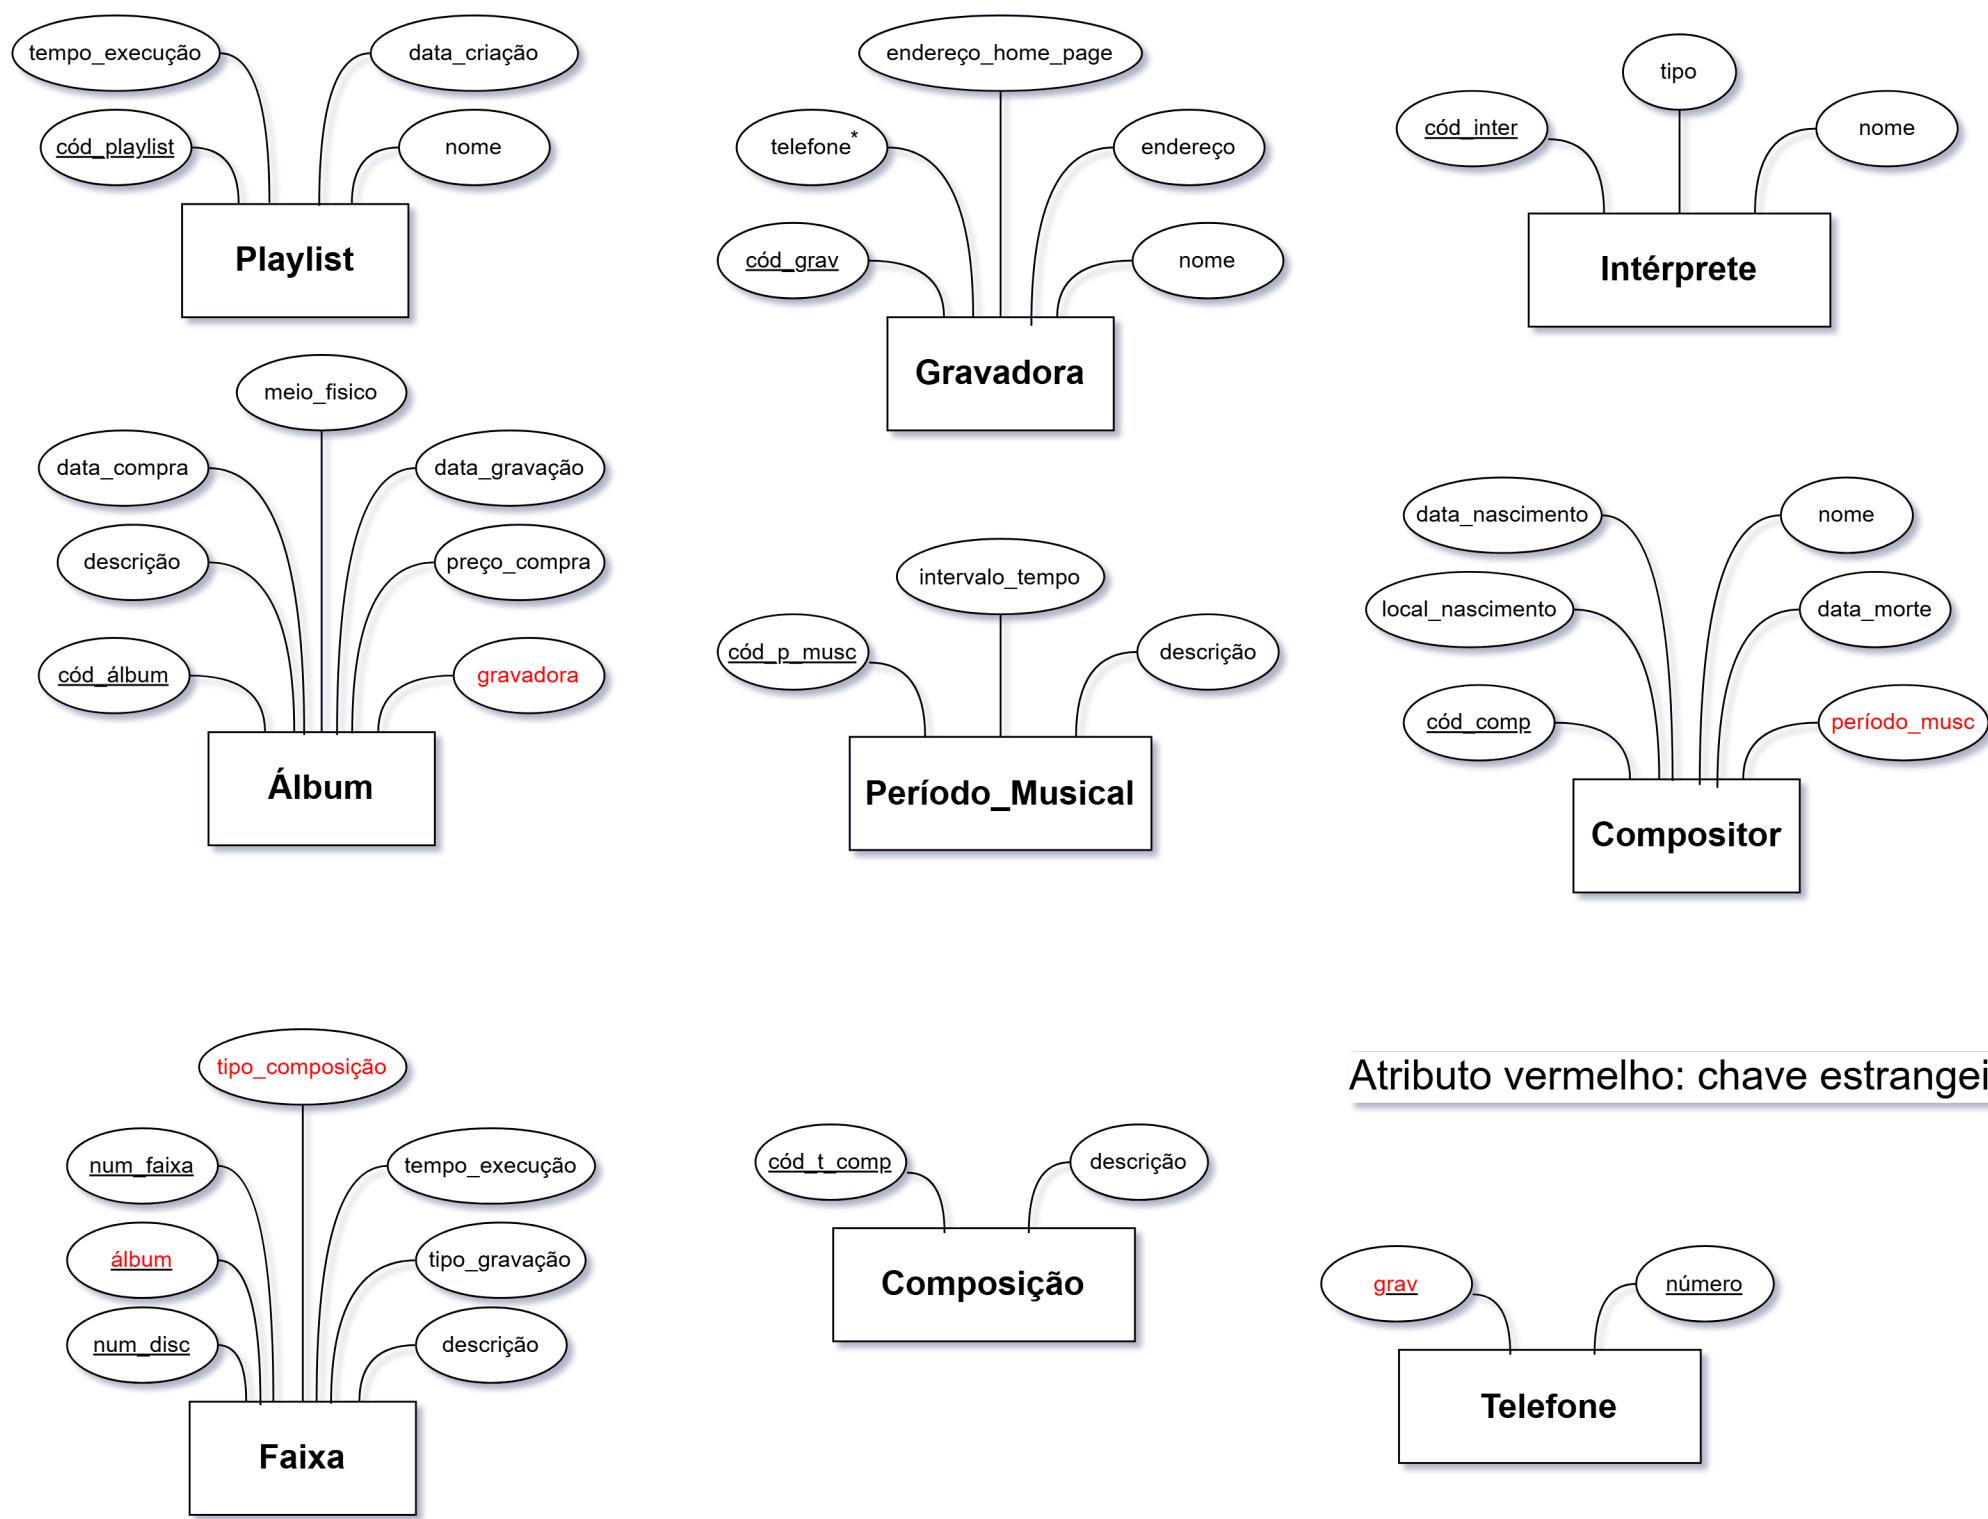 tempo_execução
data_criação
cód_playlist
nome
Playlist
endereço_home_page
telefone*
endereço
cód_grav
nome
Gravadora
tipo
cód_inter
nome
Intérprete
meio_fisico
data_compra
data_gravação
descrição
preço_compra
cód_álbum
gravadora
Álbum
intervalo_tempo
cód_p_musc
descrição
Período_Musical
data_nascimento
nome
local_nascimento
data_morte
cód_comp
período_musc
Compositor
tipo_composição
num_faixa
tempo_execução
álbum
tipo_gravação
num_disc
descrição
Faixa
cód_t_comp
descrição
Composição
Atributo vermelho: chave estrangei
grav
número
Telefone